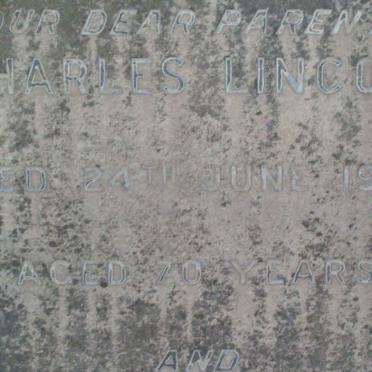 OUR DEAR PAREN
HARLES LINCO
ED 24TH JUNE 19
AGED 70 YEARS
AND